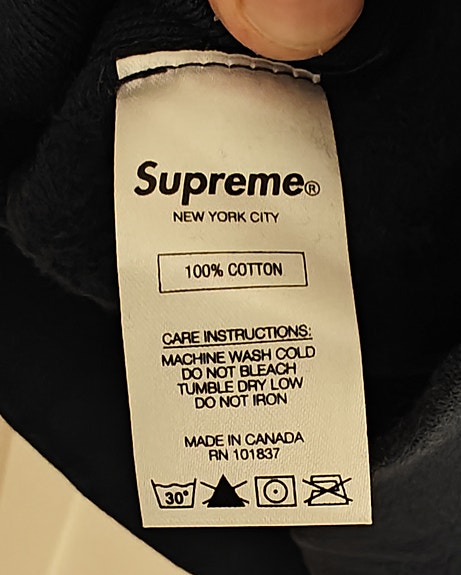 Supreme®
NEW YORK CITY
100% COTTON
CARE INSTRUCTIONS:
MACHINE WASH COLD
DO NOT BLEACH
TUMBLE DRY LOW
DO NOT IRON
MADE IN CANADA
RN 101837
30°